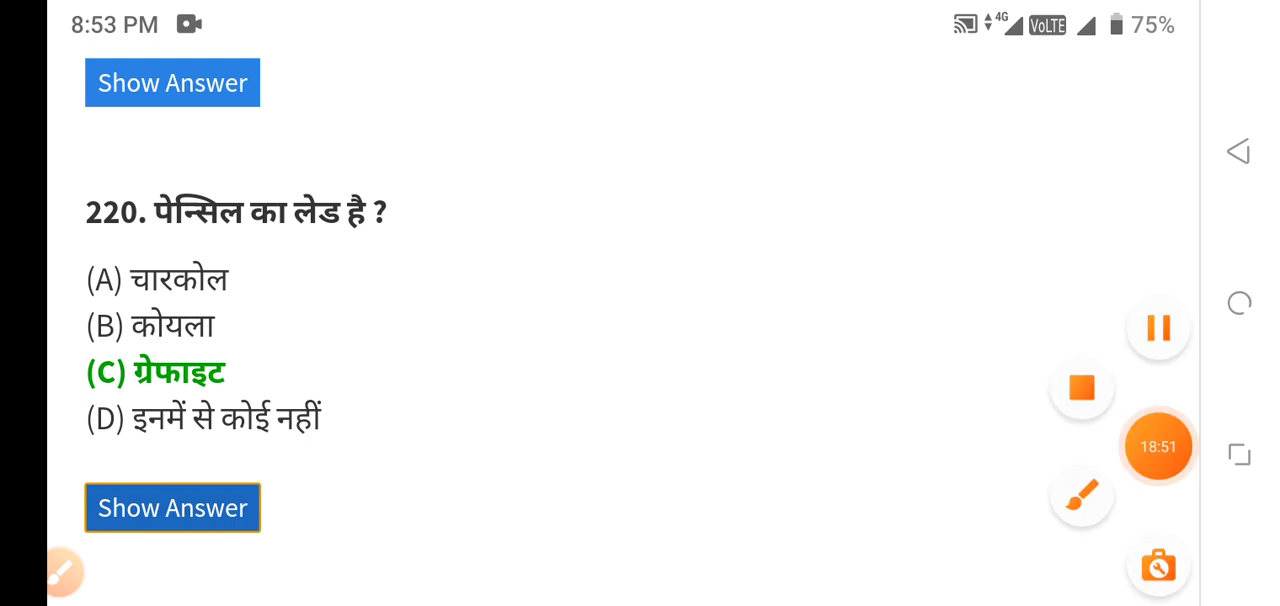 8:53 PM 4G VoLTE 75%
Show Answer
220. पेन्सिल का लेड है ?
(A) चारकोल
(B) कोयला
(C) ग्रेफाइट
(D) इनमें से कोई नहीं
18:51
Show Answer